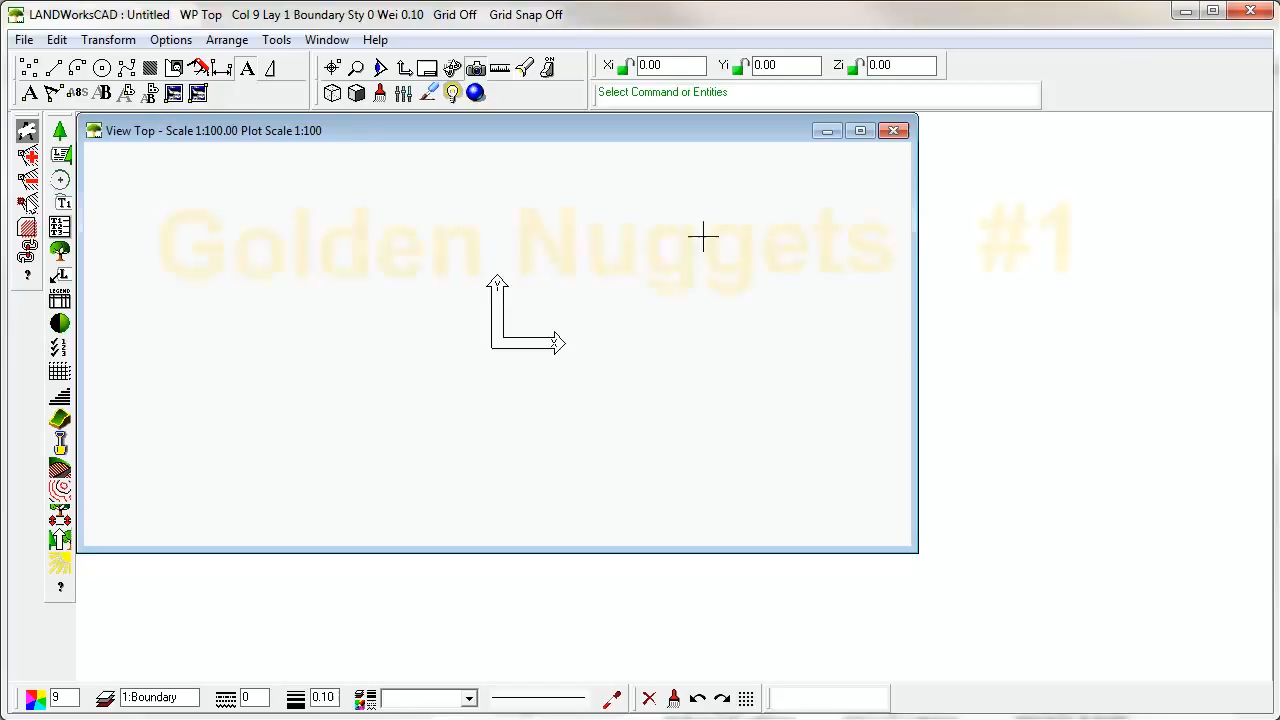 LANDWorksCAD : Untitled WP Top Col 9 Lay 1 Boundary Sty 0 Wei 0.10 Grid Off Grid Snap Off
File Edit Transform Options Arrange Tools Window Help
Xi 0.00 Yi 0.00 Zi 0.00
Select Command or Entities
View Top - Scale 1:100.00 Plot Scale 1:100
Golden Nuggets #1
Y
X
LEGEND
9 1:Boundary 0 0.10